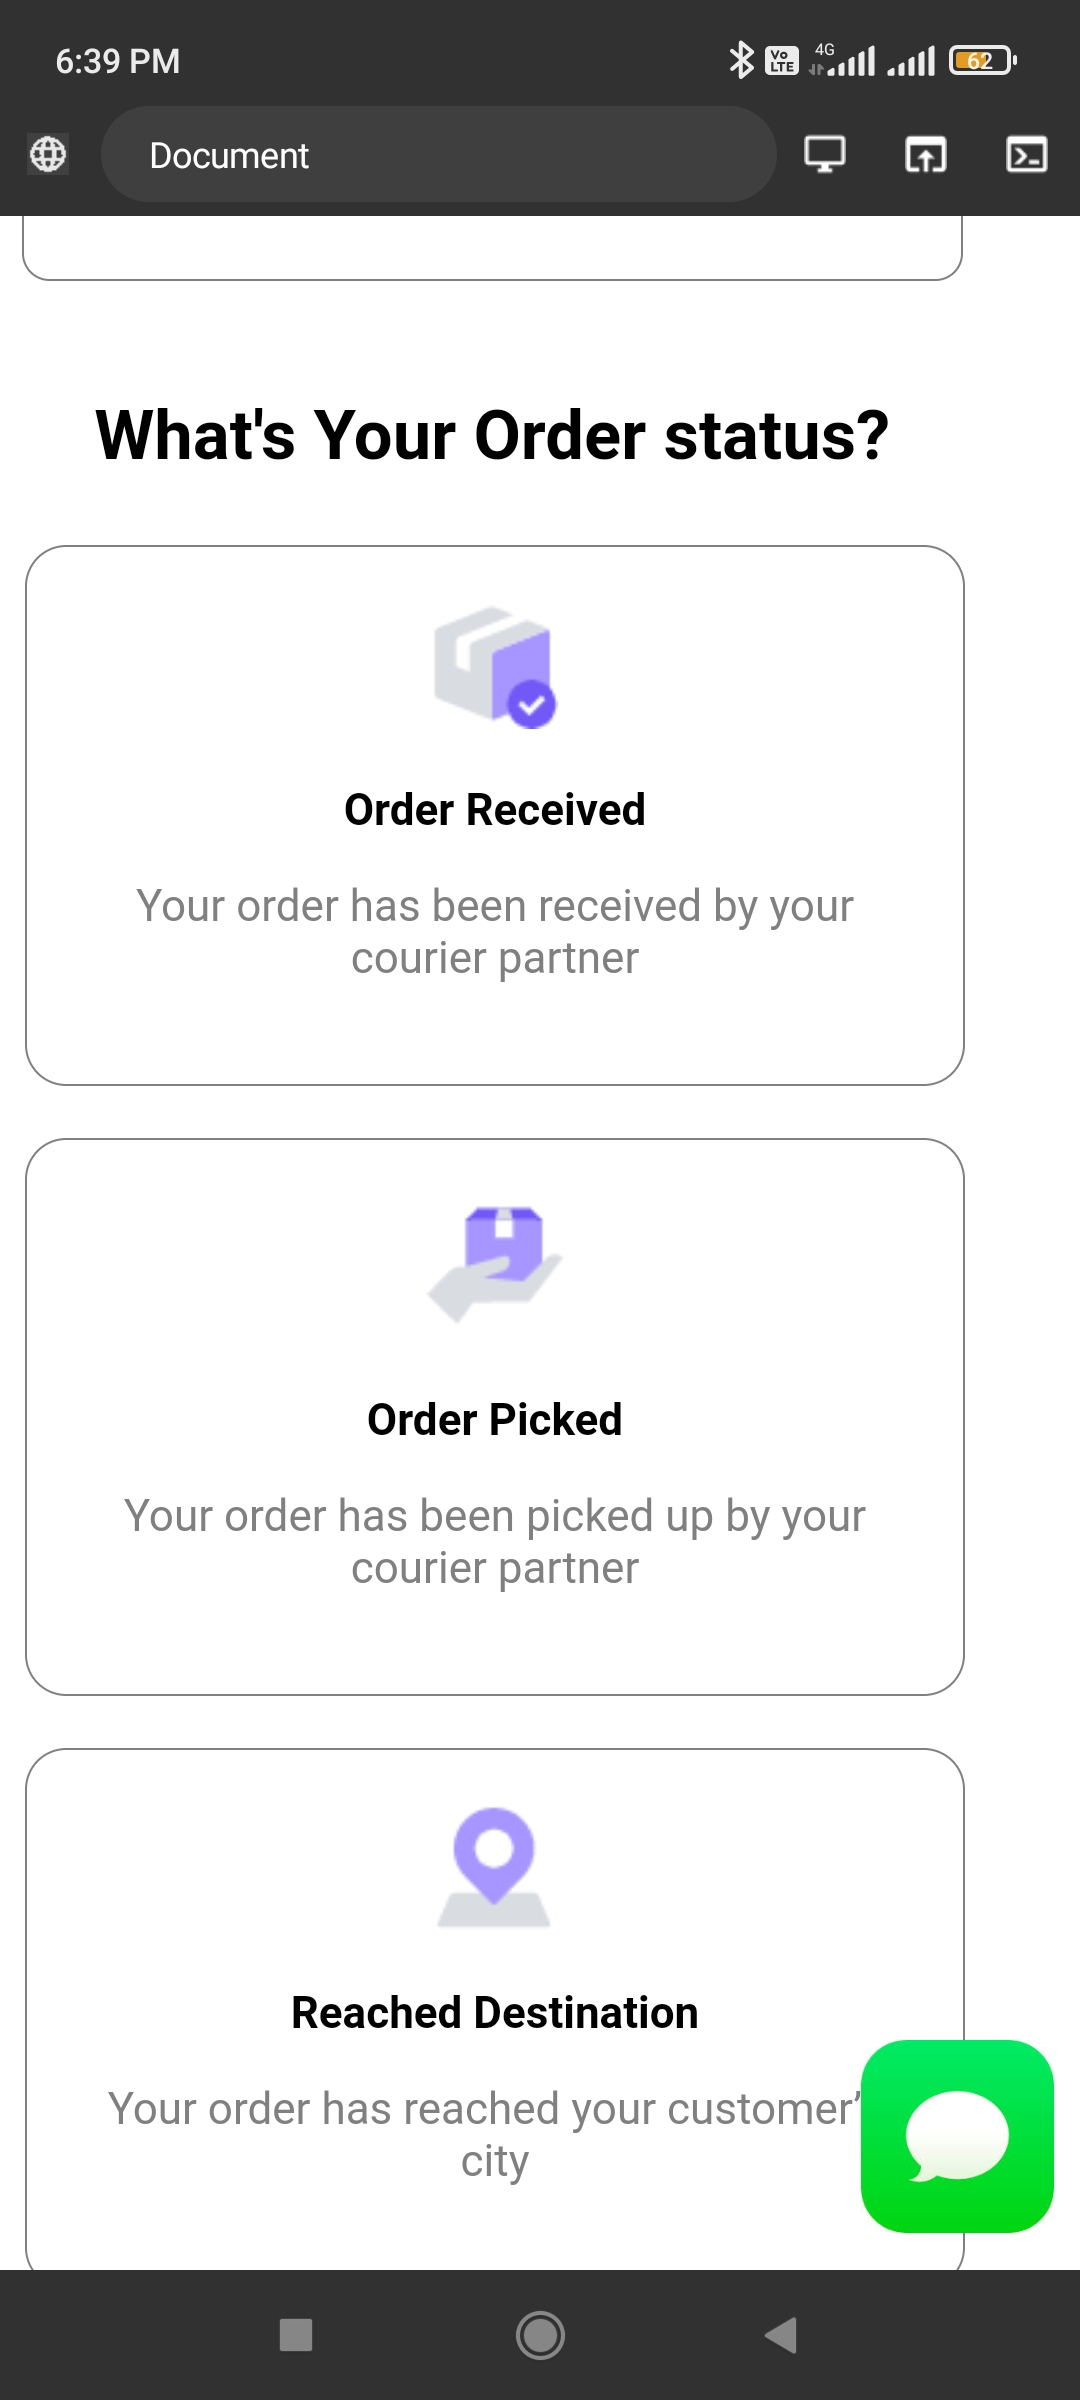 6:39 PM
Vo
LTE
4G
62
Document
What's Your Order status?
Order Received
Your order has been received by your
courier partner
Order Picked
Your order has been picked up by your
courier partner
Reached Destination
Your order has reached your customer’
city